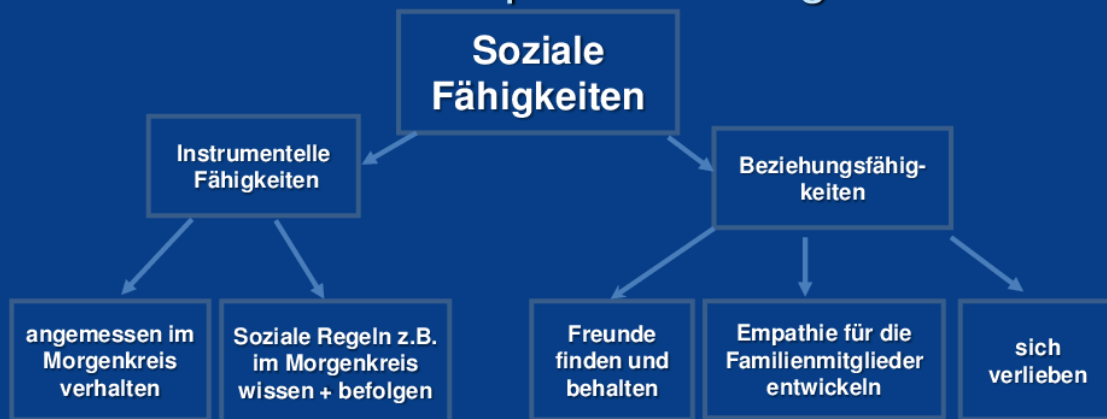 Soziale
Fähigkeiten
Instrumentelle
Fähigkeiten
Beziehungsfähig-
keiten
angemessen im
Morgenkreis
verhalten
Soziale Regeln z.B.
im Morgenkreis
wissen + befolgen
Freunde
finden und
behalten
Empathie für die
Familienmitglieder
entwickeln
sich
verlieben